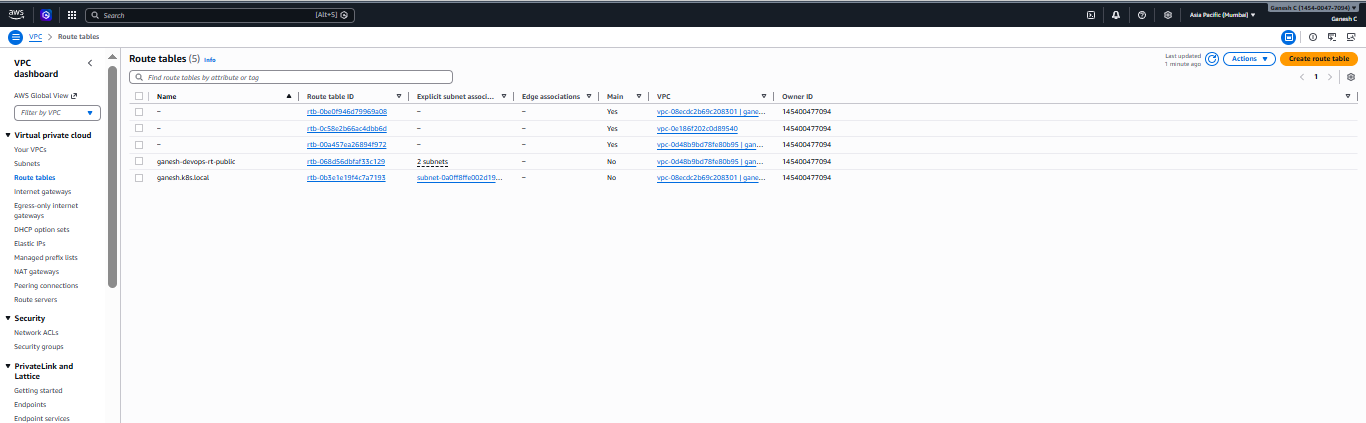 Ganesh C (1454-0047-7094) ▼
aws Search [Alt+S] Asia Pacific (Mumbai) ▼ Ganesh C
VPC > Route tables
VPC dashboard
AWS Global View
Filter by VPC
Virtual private cloud
Your VPCs
Subnets
Route tables
Internet gateways
Egress-only internet
gateways
DHCP option sets
Elastic IPs
Managed prefix lists
NAT gateways
Peering connections
Route servers
Security
Network ACLs
Security groups
PrivateLink and
Lattice
Getting started
Endpoints
Endpoint services
Route tables (5) Info
Last updated
1 minute ago
Actions
Create route table
Find route tables by attribute or tag
1
Name Route table ID Explicit subnet associ... Edge associations Main VPC Owner ID
– rtb-0be0f946d79969a08 – – Yes vpc-08ecdc2b69c208301 | gane... 145400477094
– rtb-0c58e2b66ac4dbb6d – – Yes vpc-0e186f202c0d89540 145400477094
– rtb-00a457ea26894f972 – – Yes vpc-0d48b9bd78fe80b95 | gan... 145400477094
ganesh-devops-rt-public rtb-068d56dbfaf33c129 2 subnets – No vpc-0d48b9bd78fe80b95 | gan... 145400477094
ganesh.k8s.local rtb-0b3e1e19f4c7a7193 subnet-0a0ff8ffe002d19... – No vpc-08ecdc2b69c208301 | gane... 145400477094